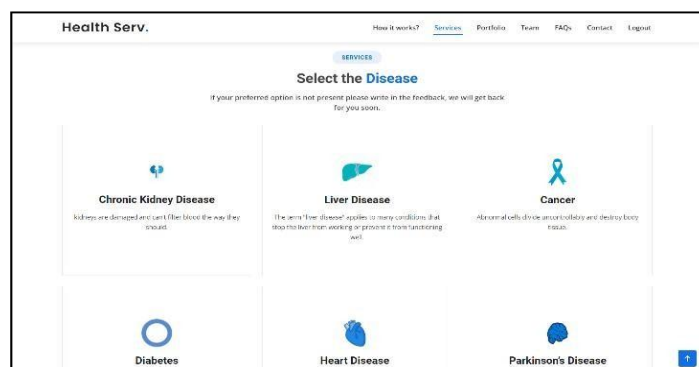 Health Serv.
How it works? Services Portfolio Team FAQs Contact Logout
SERVICES
Select the Disease
If your preferred option is not present please write in the feedback, we will get back
for you soon.
Chronic Kidney Disease
kidneys are damaged and can't filter blood the way they
should.
Liver Disease
The term "liver disease" applies to many conditions that
stop the liver from working or prevent it from functioning
well.
Cancer
Abnormal cells divide uncontrollably and destroy body
tissue.
Diabetes
Heart Disease
Parkinson's Disease